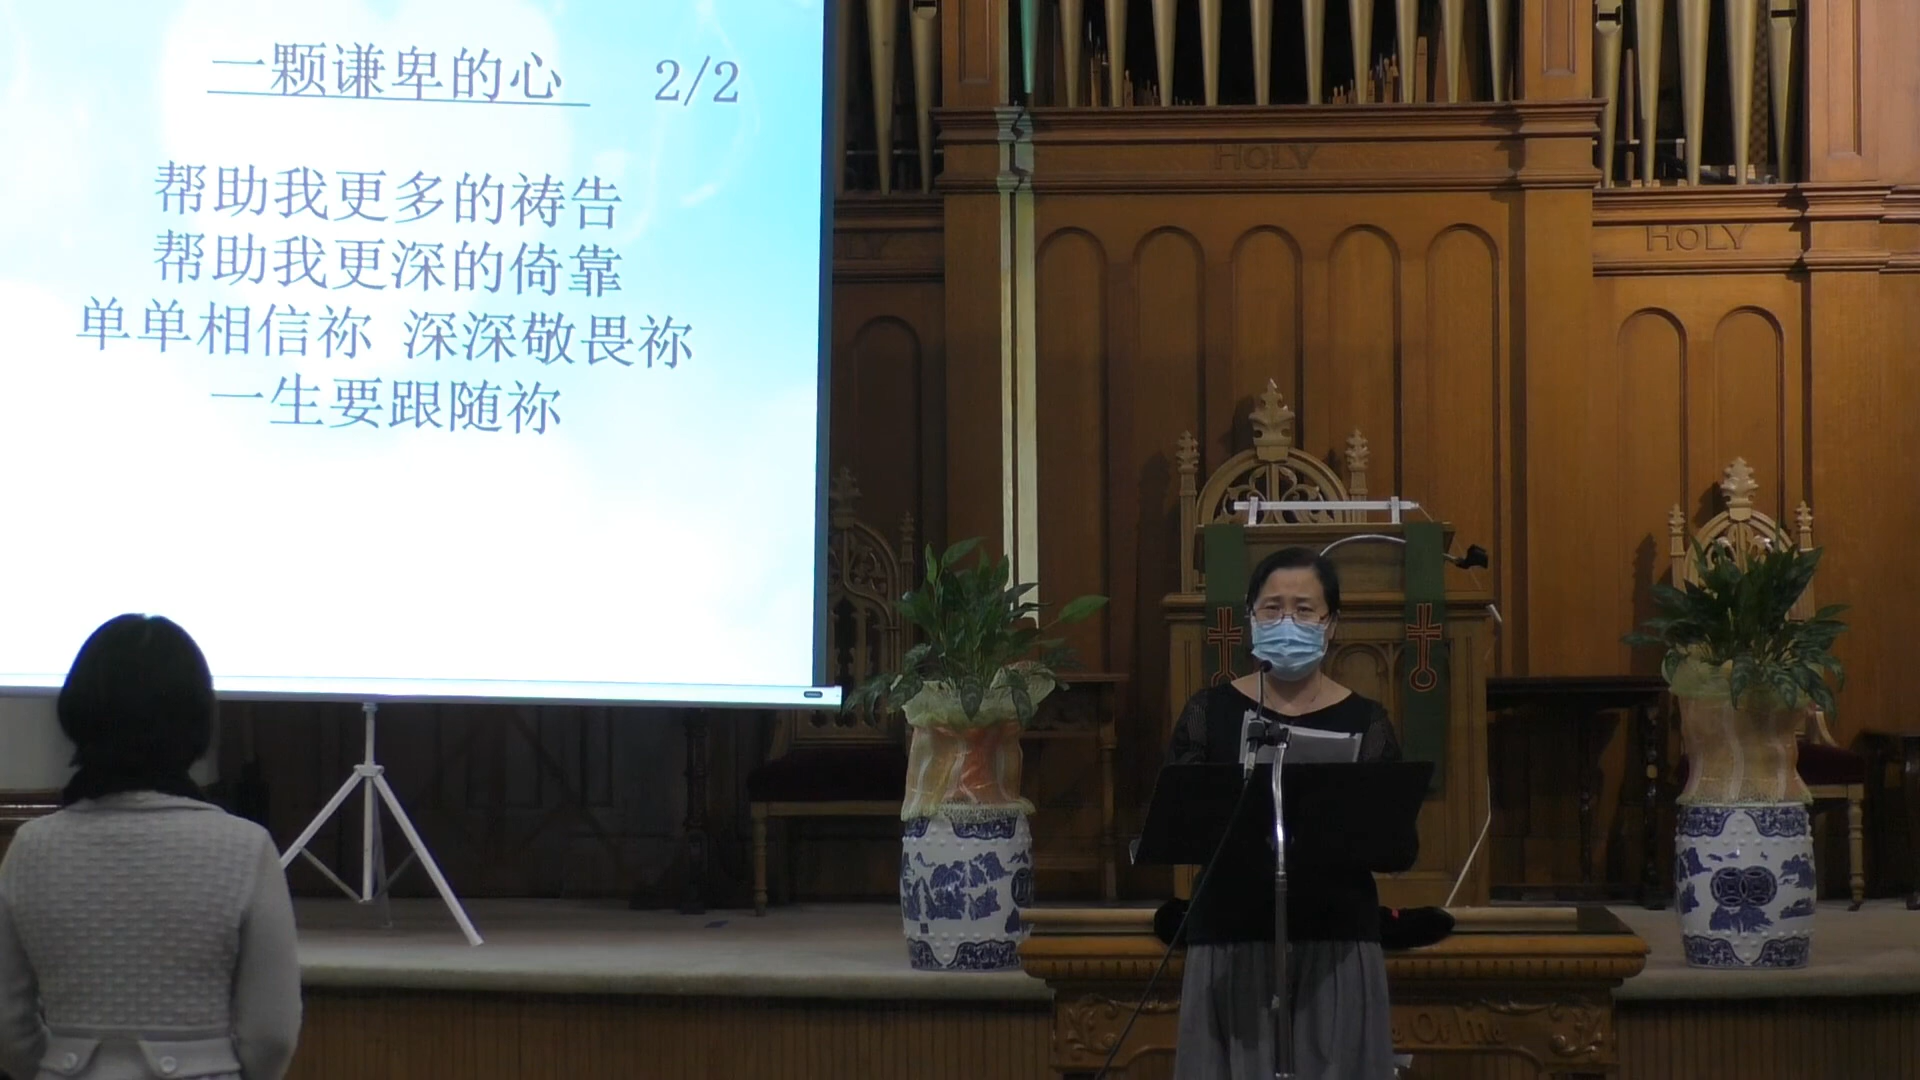 一颗谦卑的心 2/2
帮助我更多的祷告
帮助我更深的倚靠
单单相信祢 深深敬畏祢
一生要跟随祢
HOLY
HOLY
Of Me